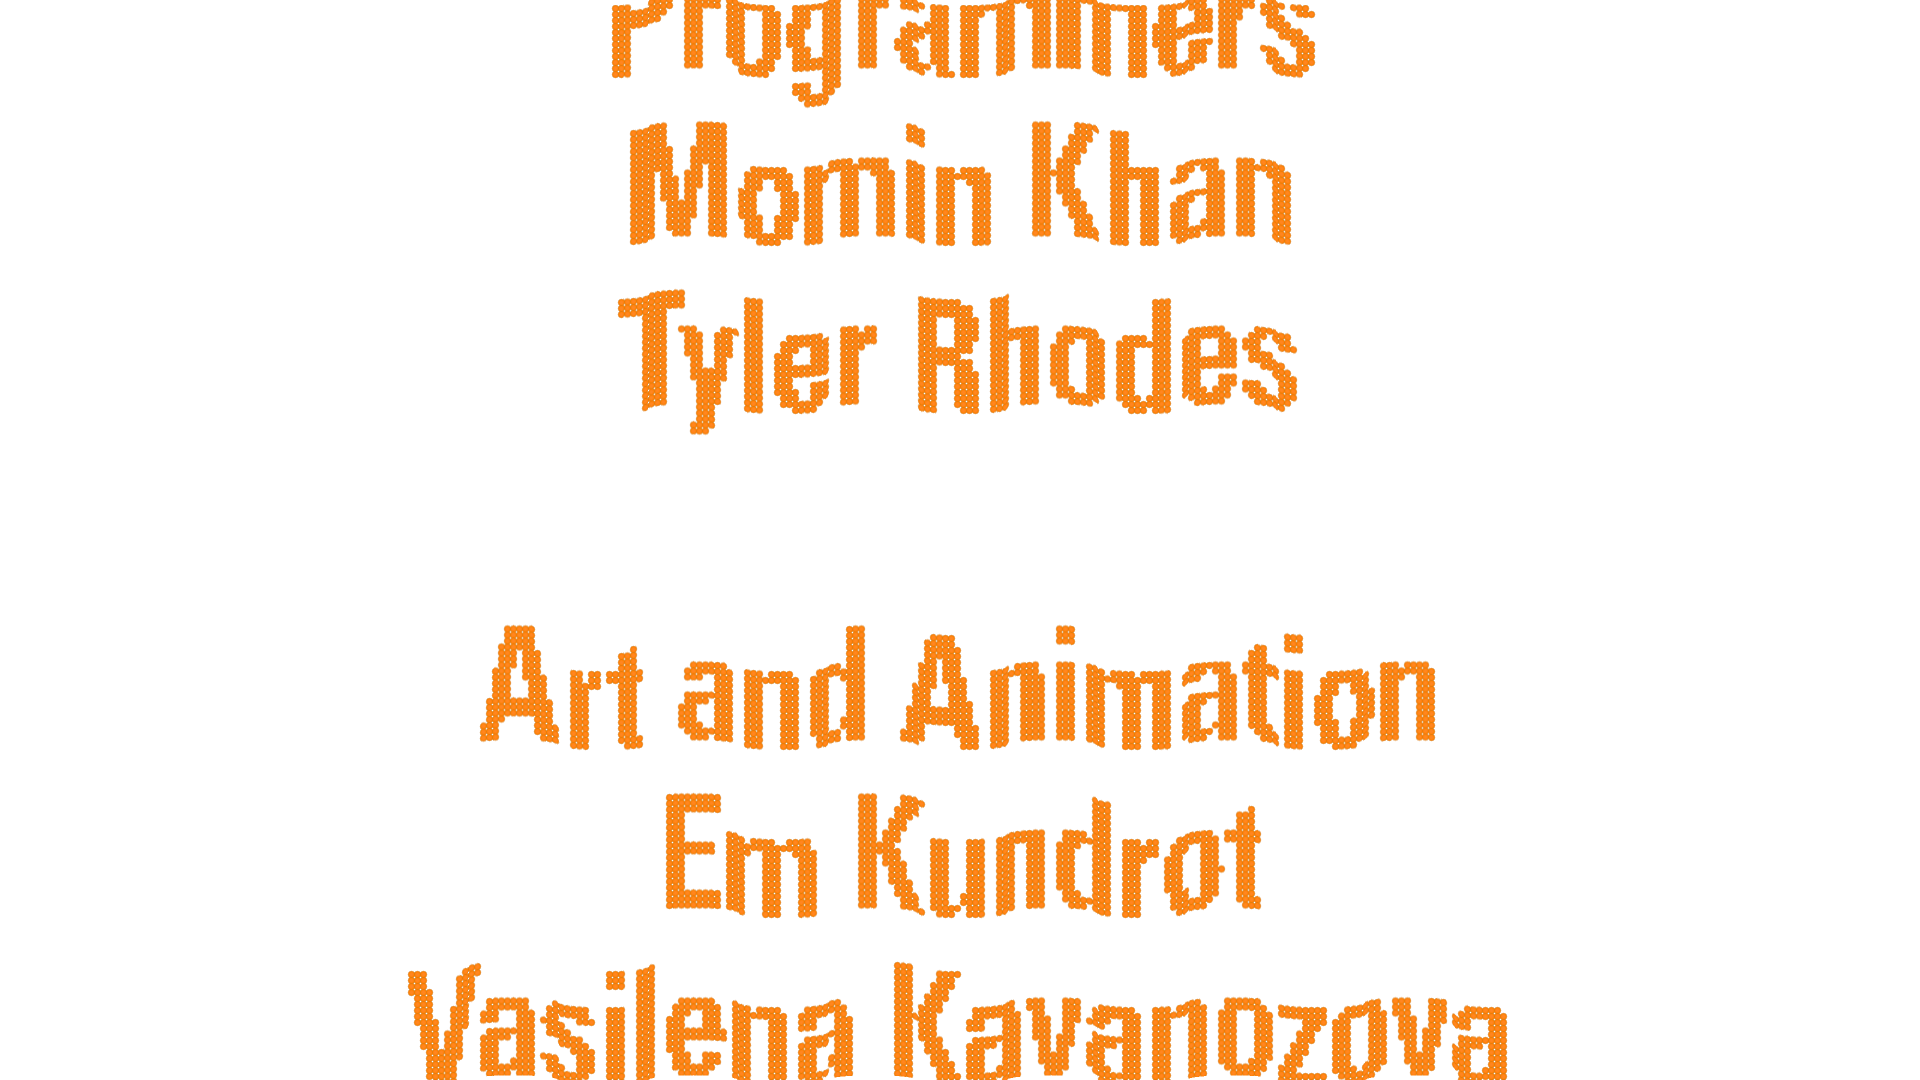 Programmers
Momin Khan
Tyler Rhodes
Art and Animation
Em Kundrot
Vasilena Kavanozova